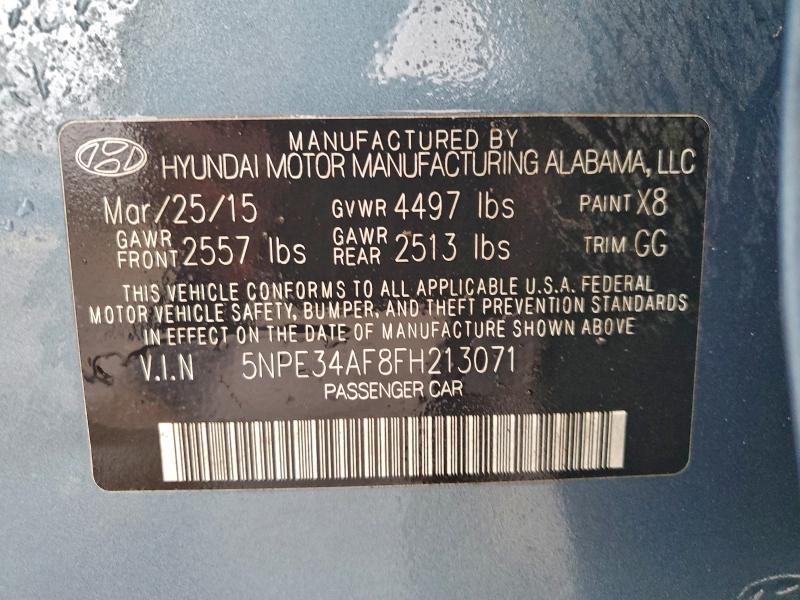 MANUFACTURED BY
HYUNDAI MOTOR MANUFACTURING ALABAMA, LLC
Mar/25/15 GVWR 4497 lbs PAINT X8
GAWR FRONT 2557 lbs GAWR REAR 2513 lbs TRIM GG
THIS VEHICLE CONFORMS TO ALL APPLICABLE U.S.A. FEDERAL
MOTOR VEHICLE SAFETY, BUMPER, AND THEFT PREVENTION STANDARDS
IN EFFECT ON THE DATE OF MANUFACTURE SHOWN ABOVE
V.I.N 5NPE34AF8FH213071
PASSENGER CAR